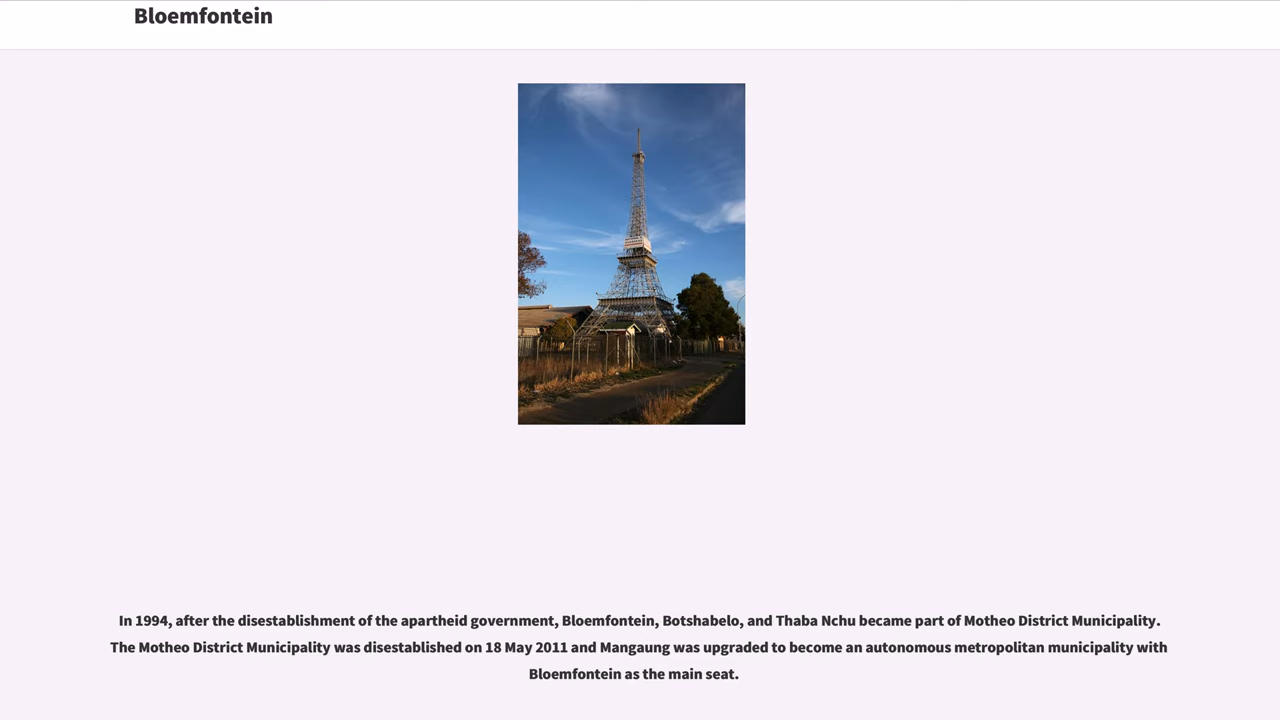 Bloemfontein
In 1994, after the disestablishment of the apartheid government, Bloemfontein, Botshabelo, and Thaba Nchu became part of Motheo District Municipality.
The Motheo District Municipality was disestablished on 18 May 2011 and Mangaung was upgraded to become an autonomous metropolitan municipality with
Bloemfontein as the main seat.